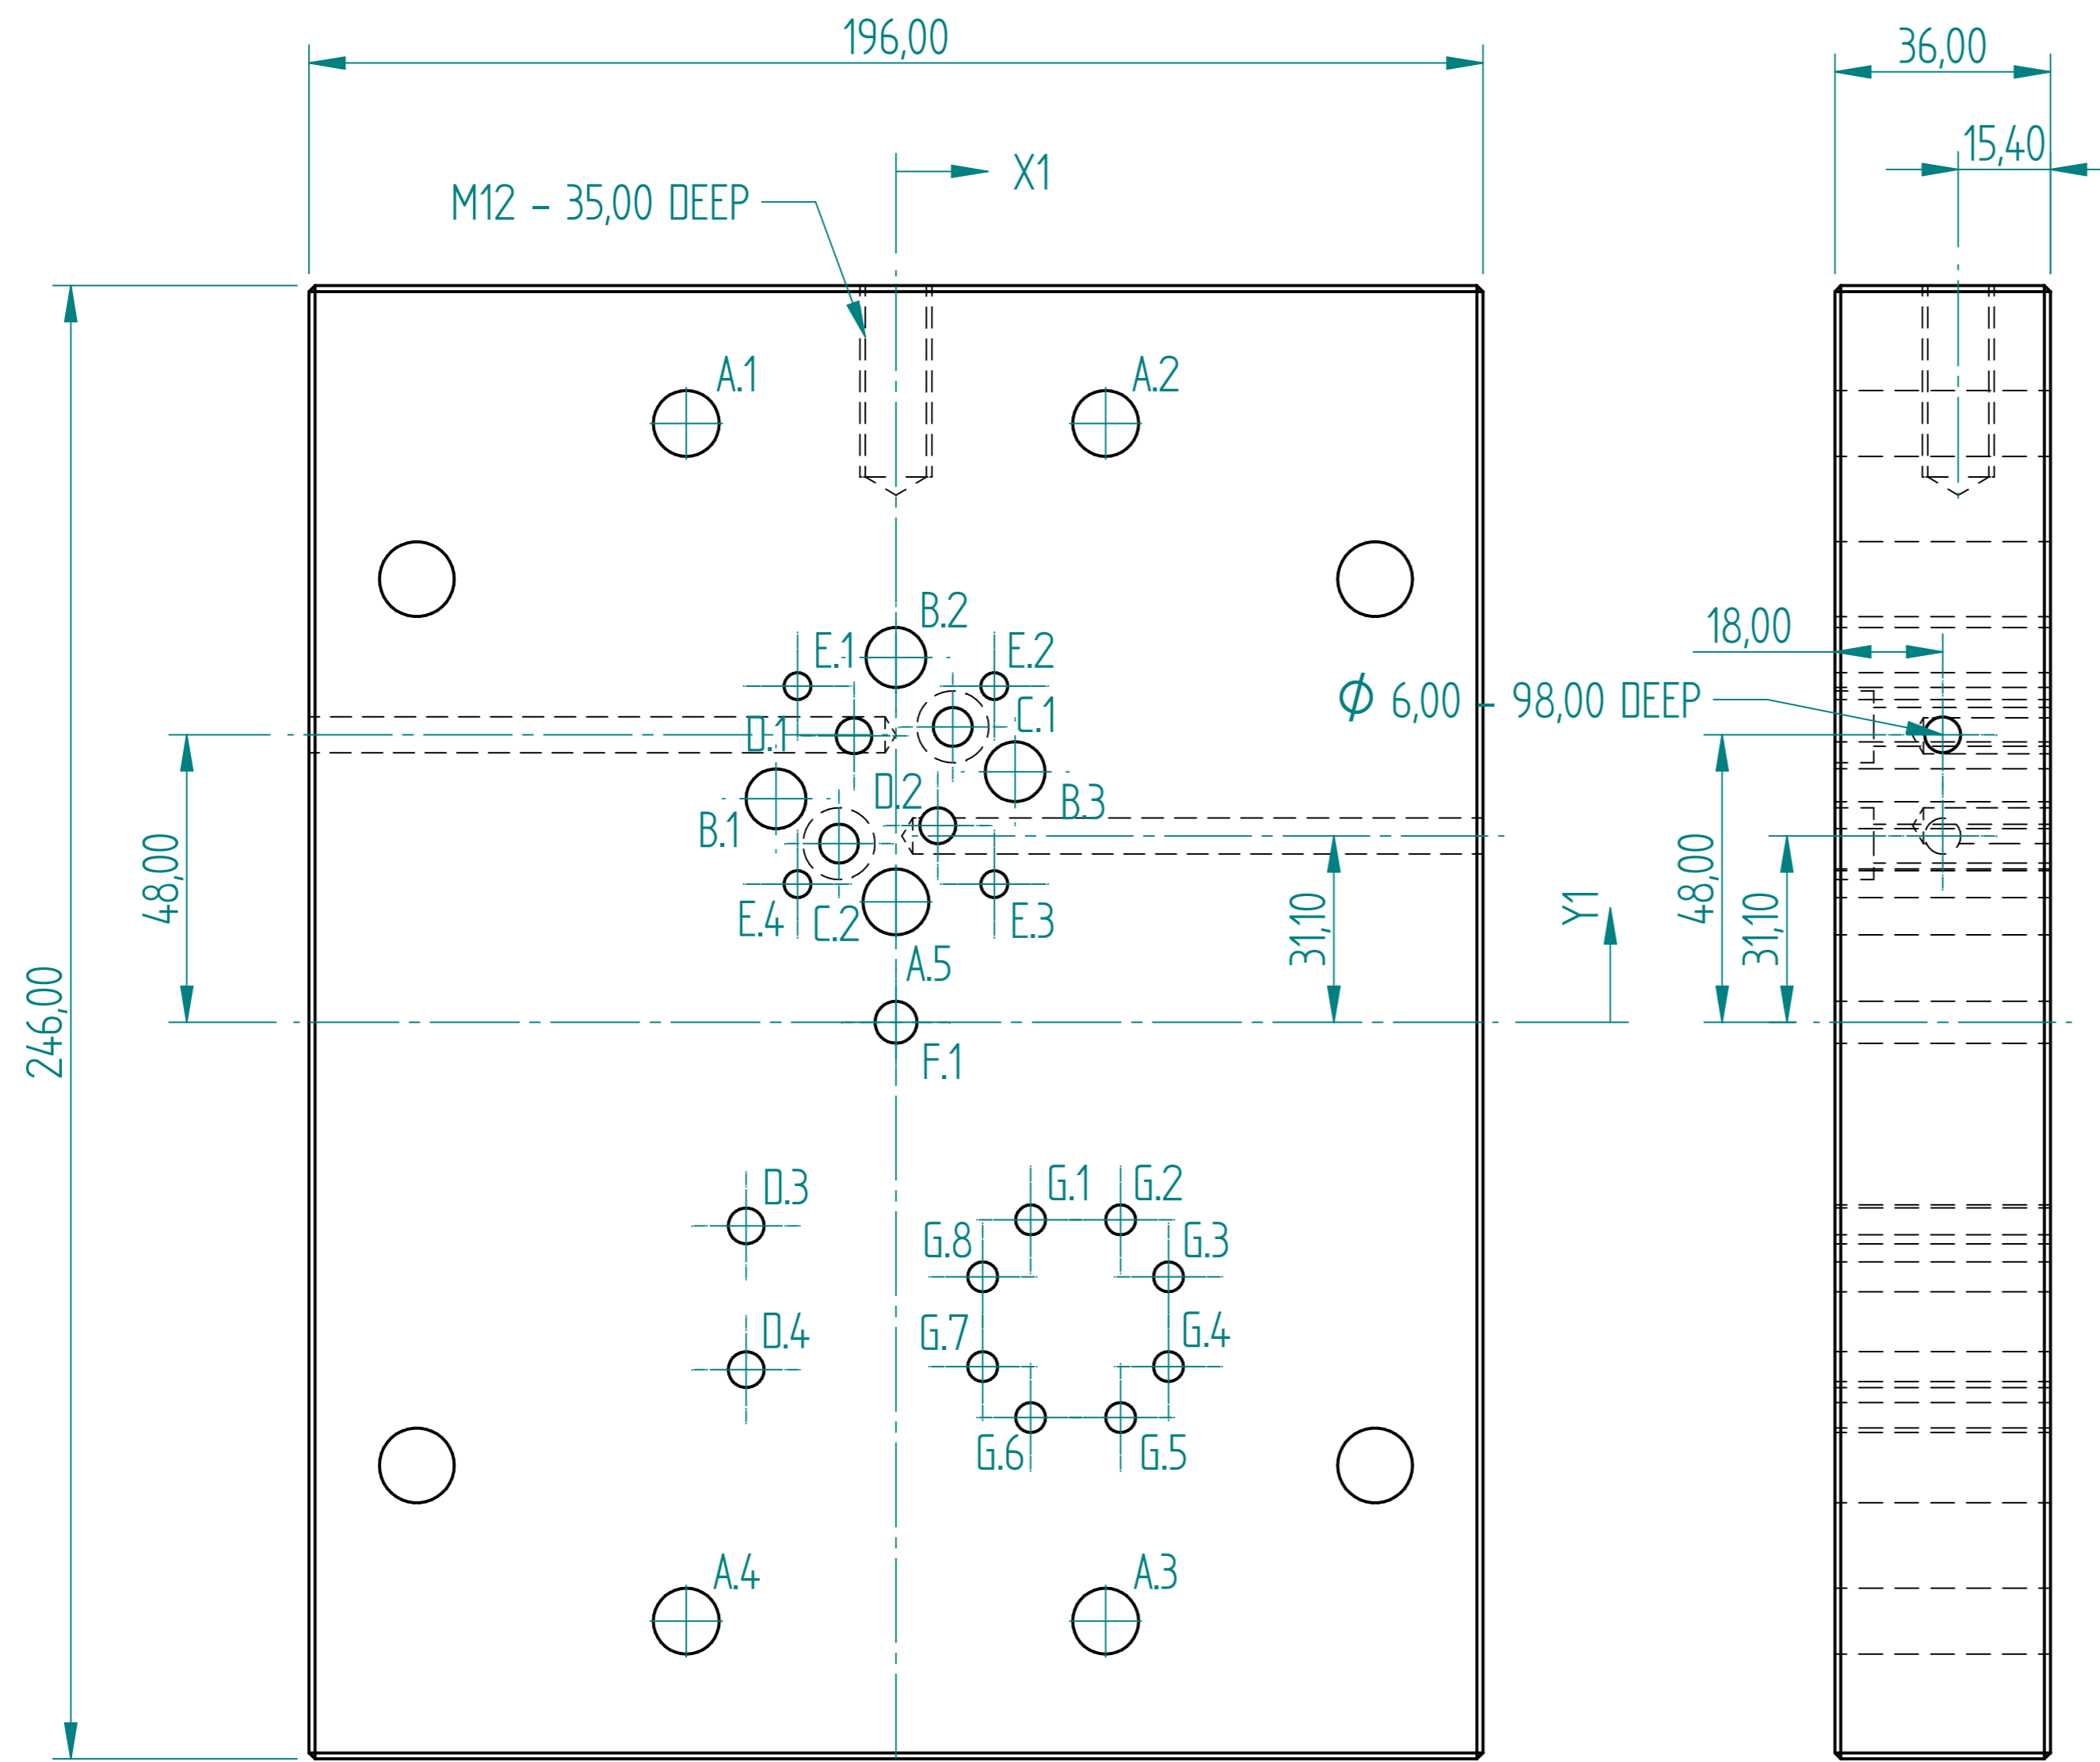 196,00
36,00
15,40
X1
M12 - 35,00 DEEP
A.1
A.2
B.2
E.1
E.2
18,00
Φ 6,00 - 98,00 DEEP
C.1
D.1
D.2
B.3
B.1
48,00
31,10
Y1
48,00
31,10
E.4
C.2
E.3
A.5
246,00
F.1
D.3
G.1
G.2
G.8
G.3
D.4
G.7
G.4
G.6
G.5
A.4
A.3